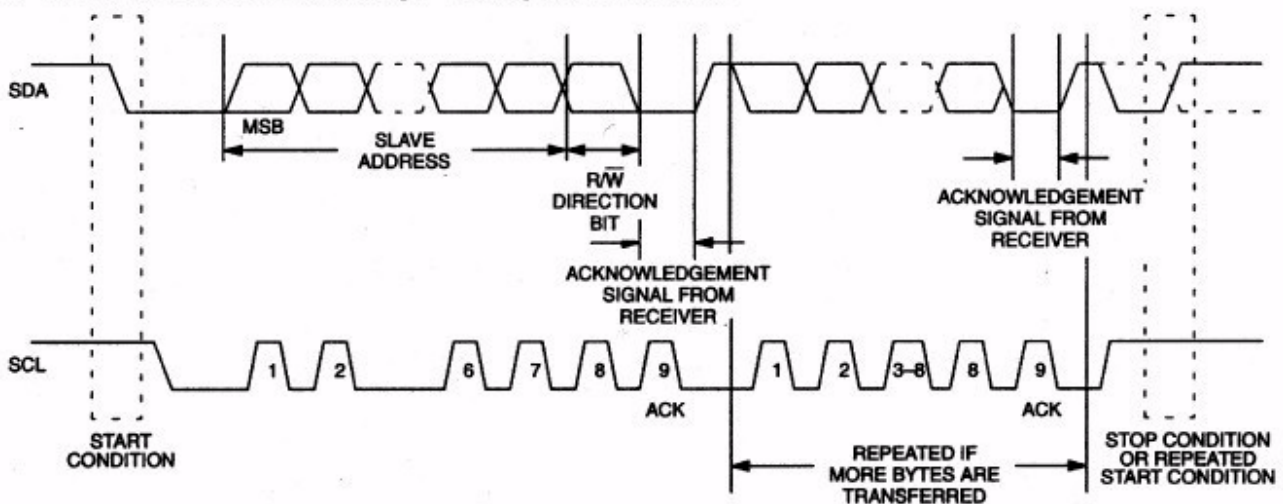 SDA
MSB
SLAVE
ADDRESS
R/W̅
DIRECTION
BIT
ACKNOWLEDGEMENT
SIGNAL FROM
RECEIVER
ACKNOWLEDGEMENT
SIGNAL FROM
RECEIVER
SCL
1
2
6
7
8
9
1
2
3–8
8
9
ACK
ACK
START
CONDITION
REPEATED IF
MORE BYTES ARE
TRANSFERRED
STOP CONDITION
OR REPEATED
START CONDITION